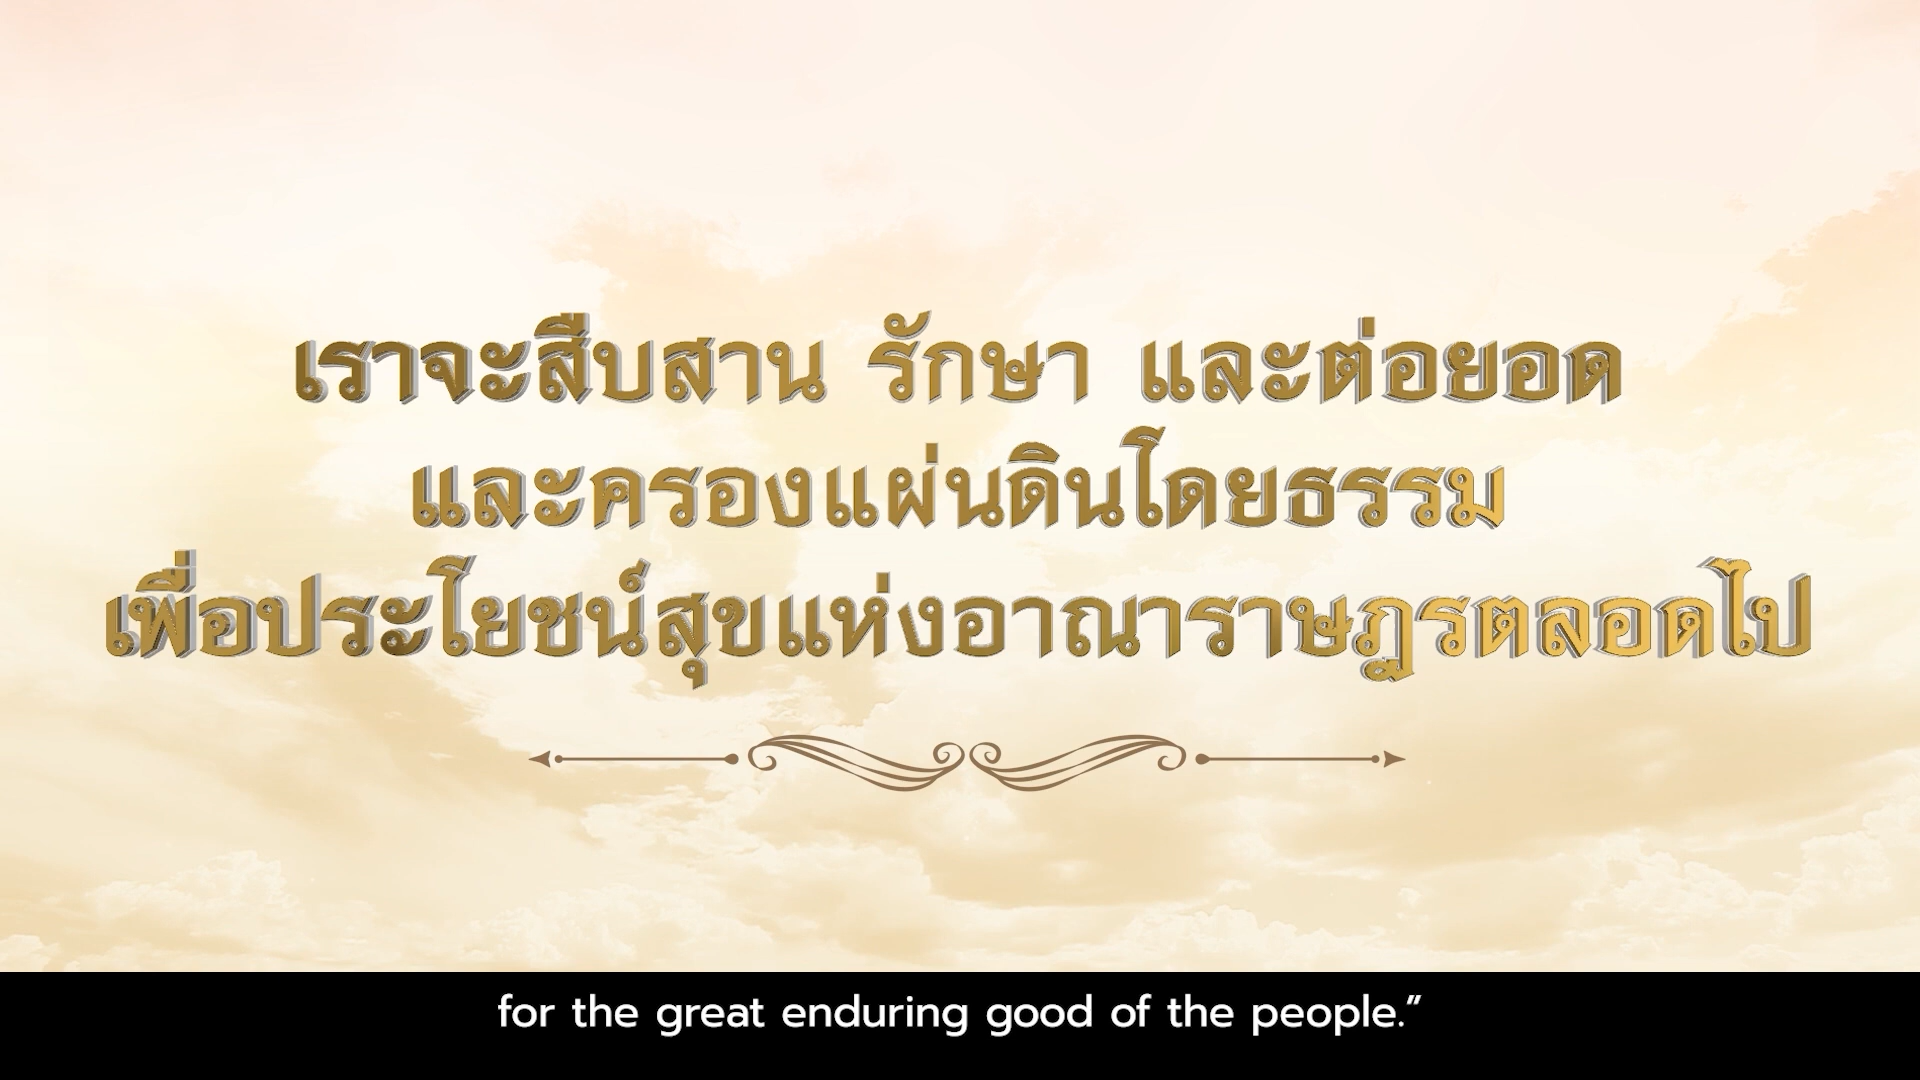 เราจะสืบสาน รักษา และต่อยอด
และครองแผ่นดินโดยธรรม
เพื่อประโยชน์สุขแห่งอาณาราษฎรตลอดไป
for the great enduring good of the people.”